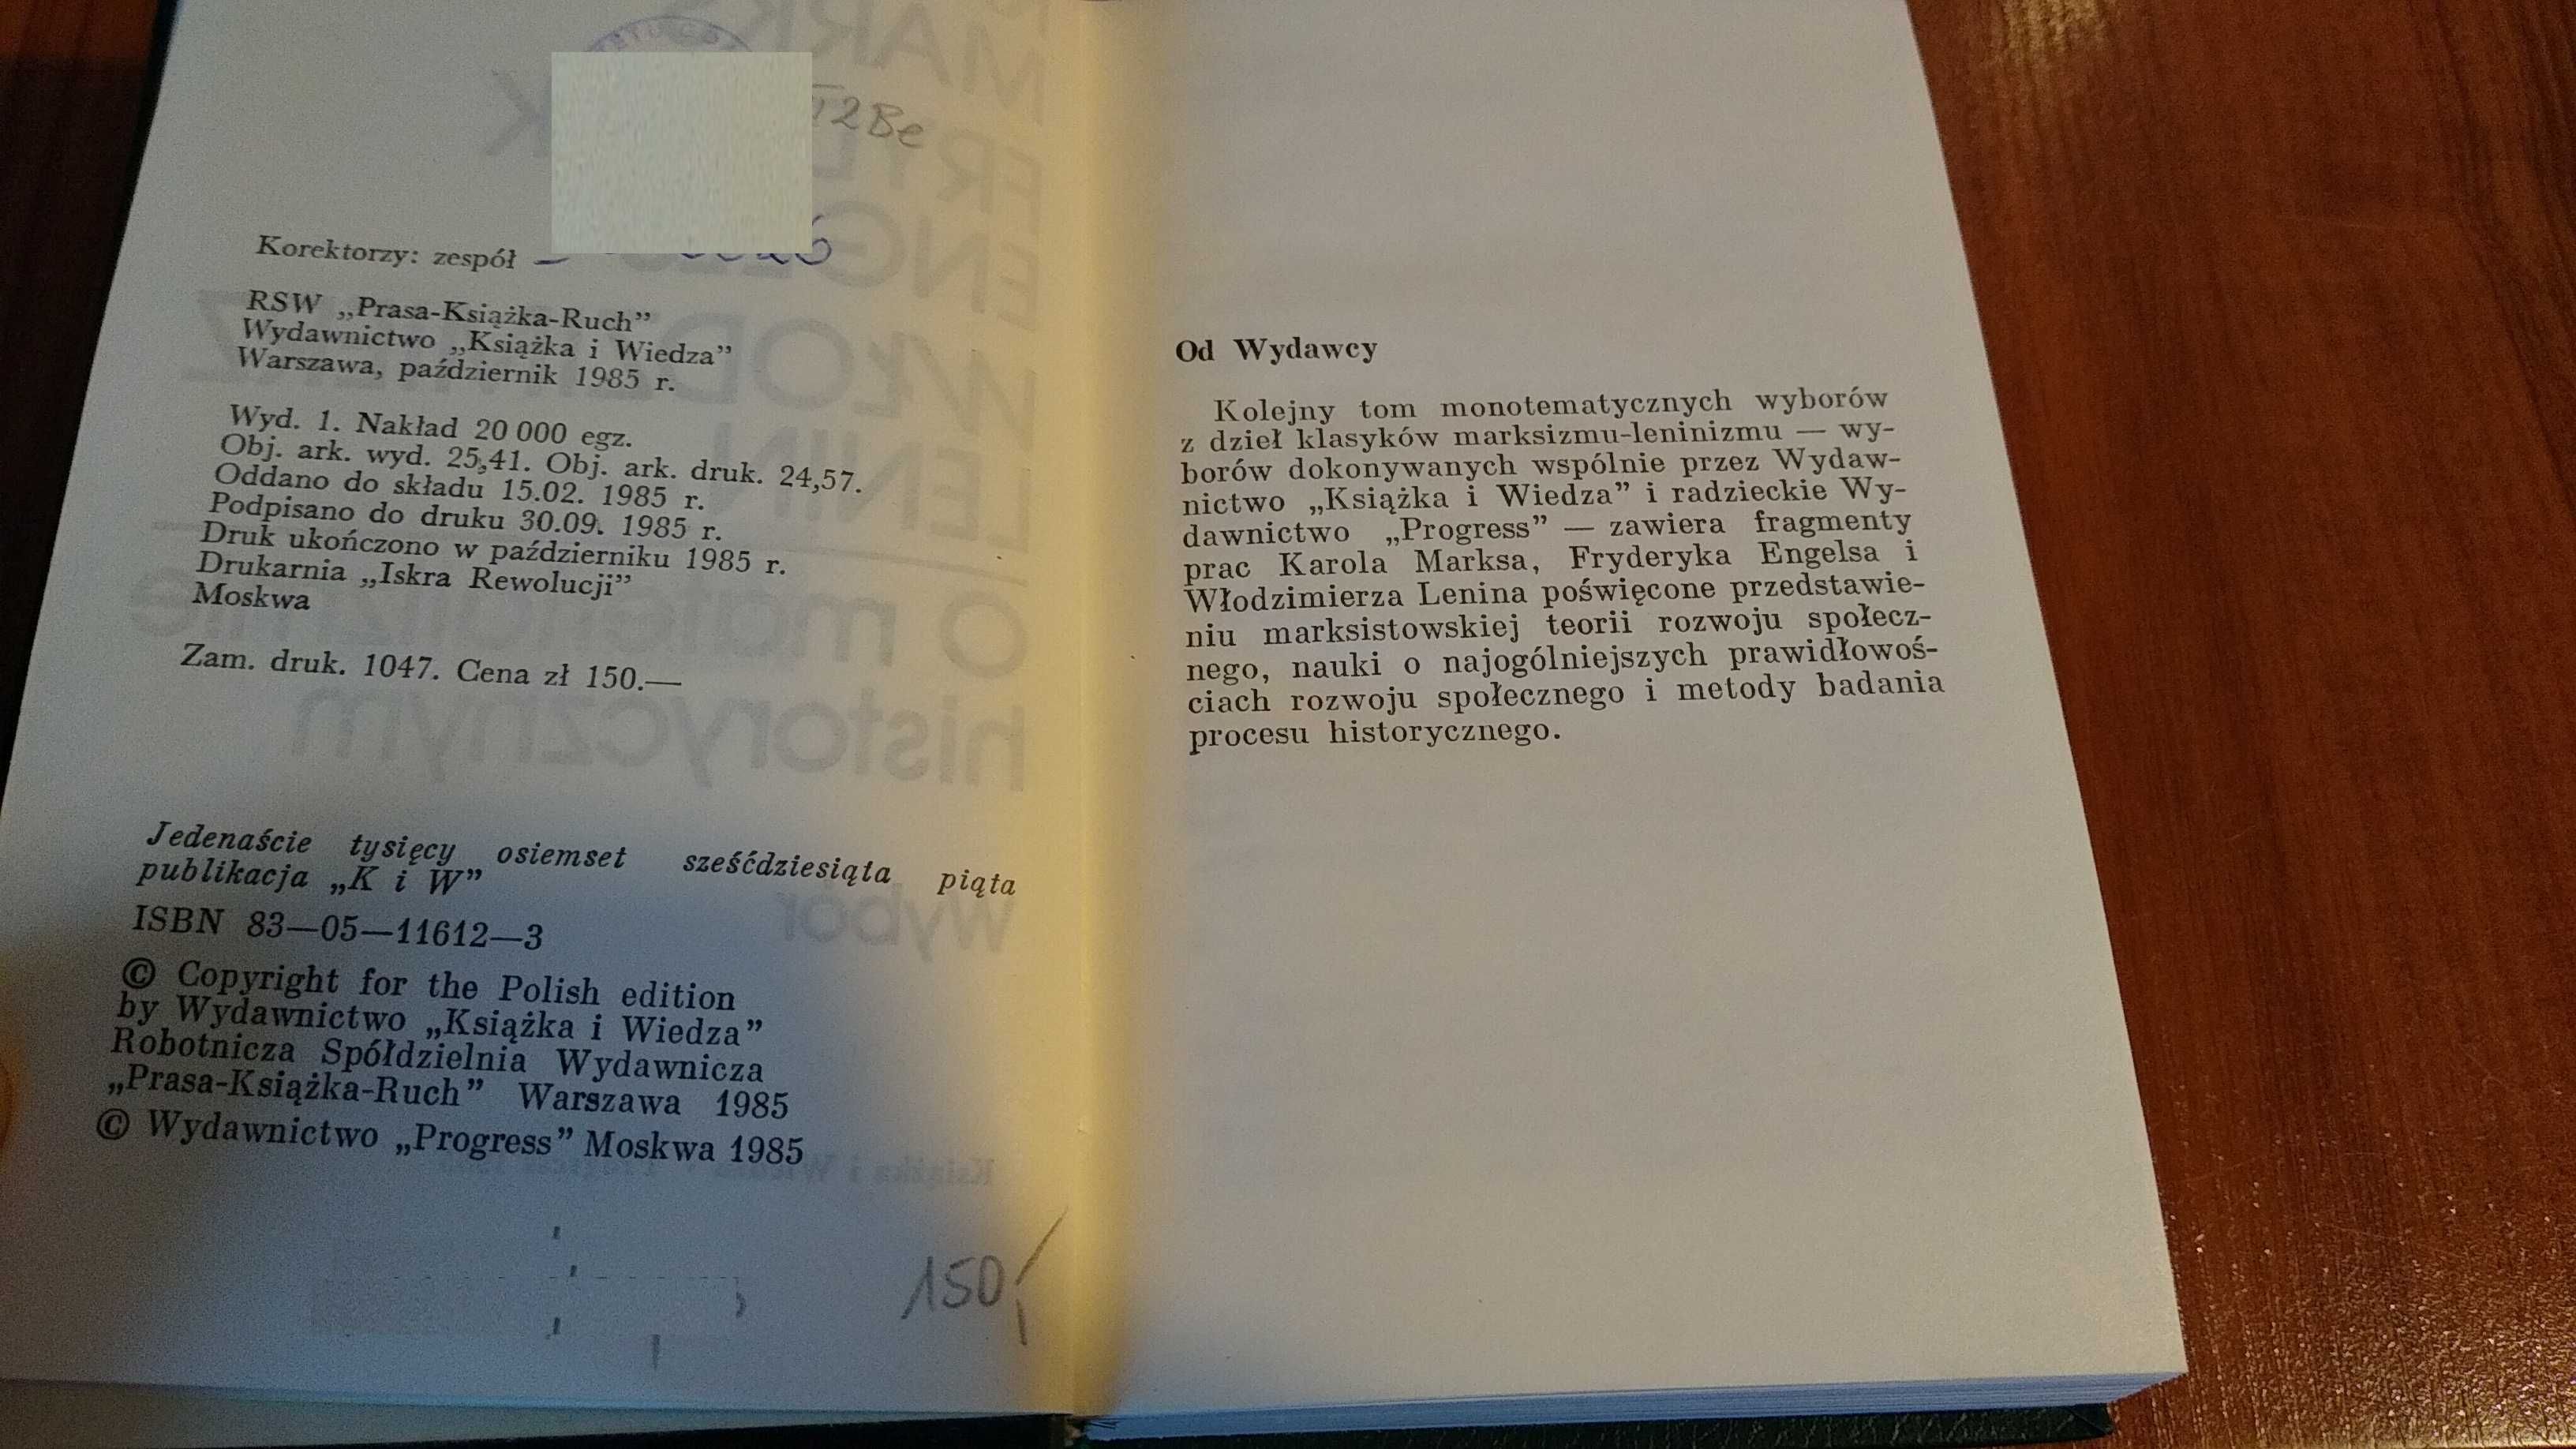 12Be
Korektorzy: zespół
RSW „Prasa-Książka-Ruch”
Wydawnictwo „Książka i Wiedza”
Warszawa, październik 1985 r.
Wyd. 1. Nakład 20 000 egz.
Obj. ark. wyd. 25,41. Obj. ark. druk. 24,57.
Oddano do składu 15.02. 1985 r.
Podpisano do druku 30.09. 1985 r.
Druk ukończono w październiku 1985 r.
Drukarnia „Iskra Rewolucji”
Moskwa
Zam. druk. 1047. Cena zł 150.—
Jedenaście tysięcy osiemset sześćdziesiąta piąta
publikacja „K i W”
ISBN 83—05—11612—3
© Copyright for the Polish edition
by Wydawnictwo „Książka i Wiedza”
Robotnicza Spółdzielnia Wydawnicza
„Prasa-Książka-Ruch” Warszawa 1985
© Wydawnictwo „Progress” Moskwa 1985
150
Od Wydawcy
Kolejny tom monotematycznych wyborów
z dzieł klasyków marksizmu-leninizmu — wy-
borów dokonywanych wspólnie przez Wydaw-
nictwo „Książka i Wiedza” i radzieckie Wy-
dawnictwo „Progress” — zawiera fragmenty
prac Karola Marksa, Fryderyka Engelsa i
Włodzimierza Lenina poświęcone przedstawie-
niu marksistowskiej teorii rozwoju społecz-
nego, nauki o najogólniejszych prawidłowoś-
ciach rozwoju społecznego i metody badania
procesu historycznego.